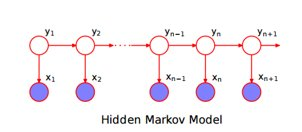 y1 y2 yn−1 yn yn+1
x1 x2 xn−1 xn xn+1
Hidden Markov Model